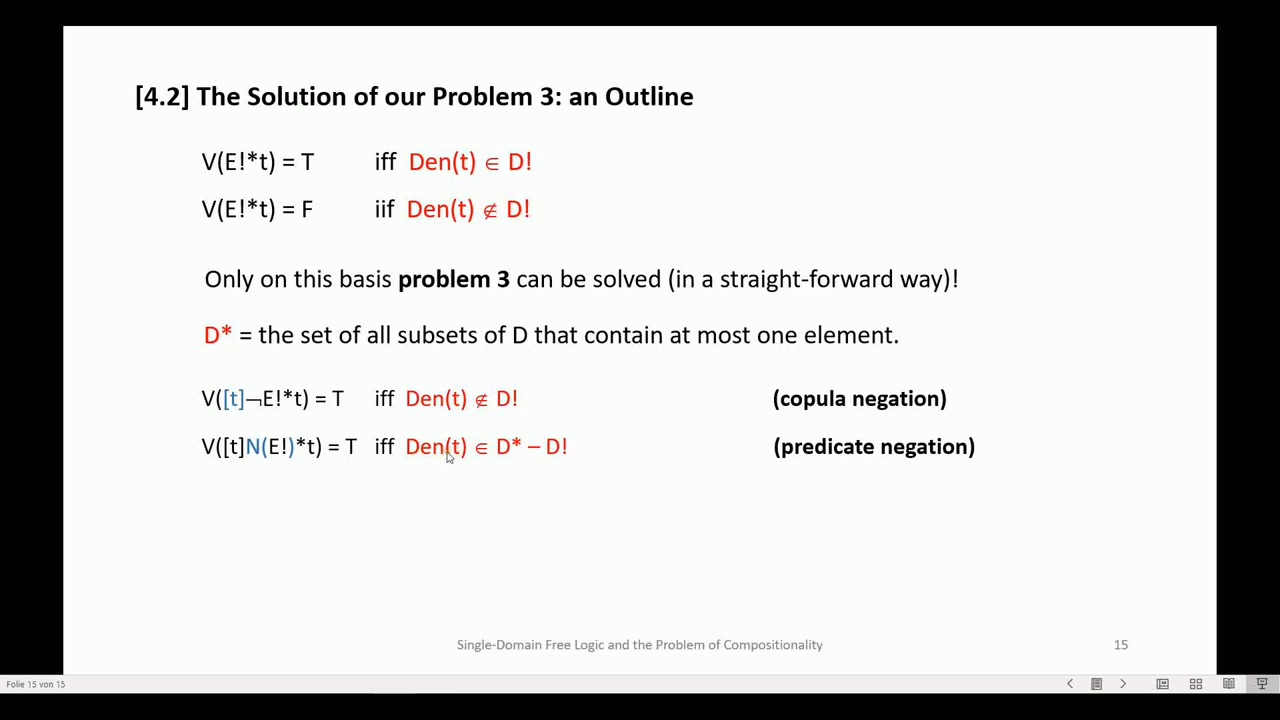 [4.2] The Solution of our Problem 3: an Outline
V(E!*t) = T iff Den(t) ∈ D!
V(E!*t) = F iif Den(t) ∉ D!
Only on this basis problem 3 can be solved (in a straight-forward way)!
D* = the set of all subsets of D that contain at most one element.
V([t]¬E!*t) = T iff Den(t) ∉ D! (copula negation)
V([t]N(E!)*t) = T iff Den(t) ∈ D* – D! (predicate negation)
Single-Domain Free Logic and the Problem of Compositionality 15
Folie 15 von 15